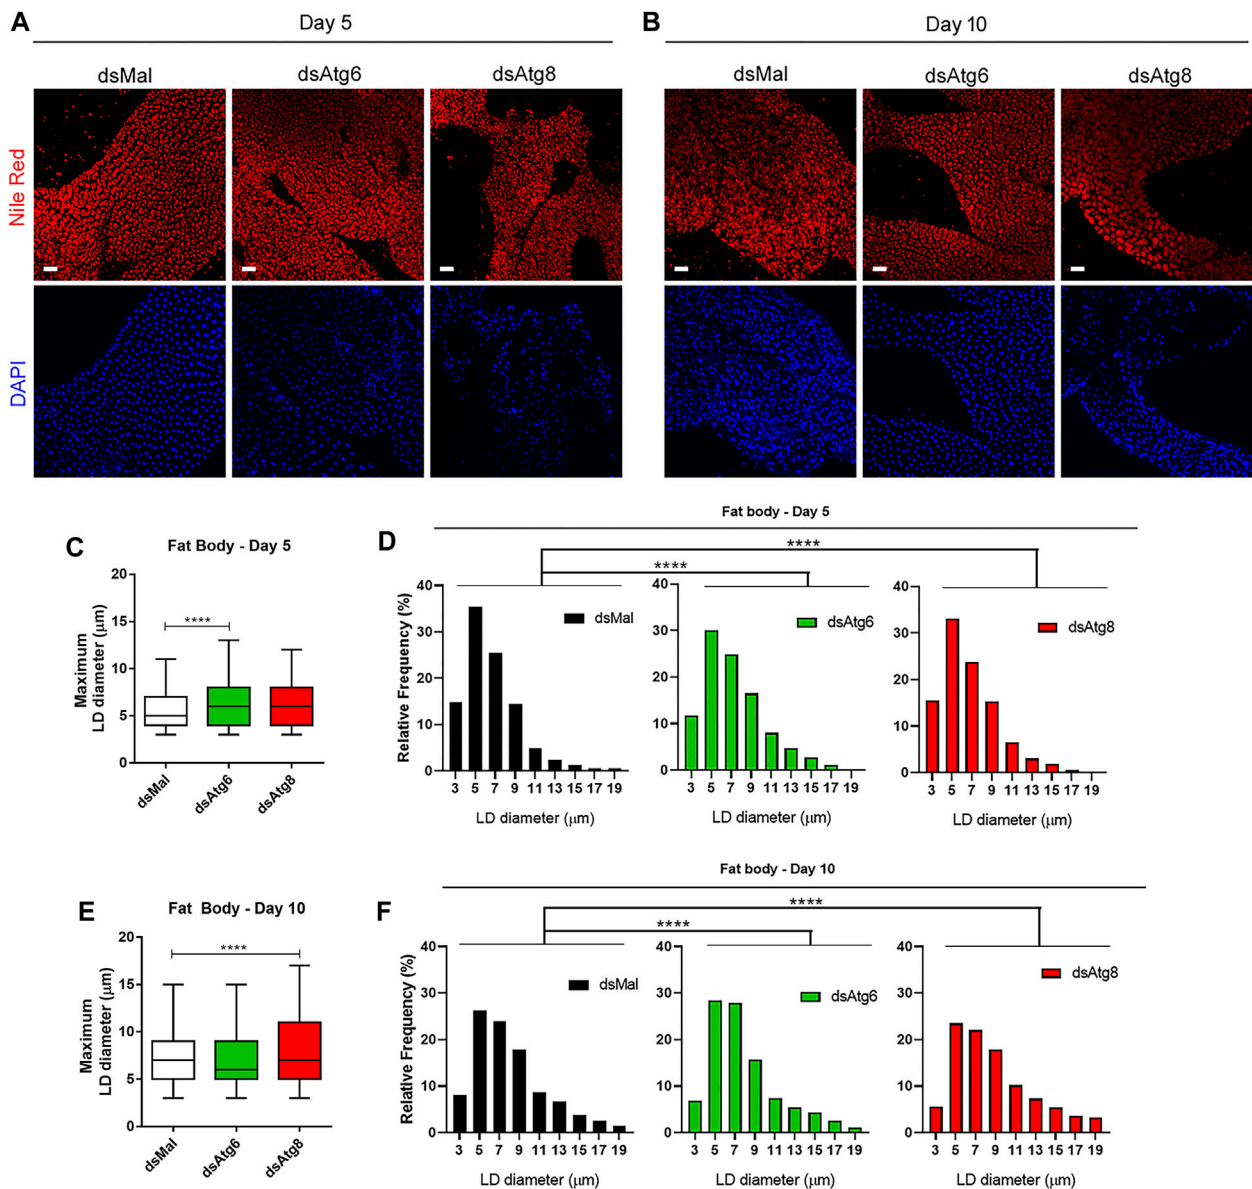 A
Day 5
B
Day 10
dsMal
dsAtg6
dsAtg8
dsMal
dsAtg6
dsAtg8
Nile Red
DAPI
C
Fat Body - Day 5
Maximum
LD diameter (μm)
20
15
10
5
0
****
dsMal
dsAtg6
dsAtg8
D
Fat body - Day 5
****
****
Relative Frequency (%)
40
30
20
10
0
dsMal
3 5 7 9 11 13 15 17 19
LD diameter (μm)
40
30
20
10
0
dsAtg6
3 5 7 9 11 13 15 17 19
LD diameter (μm)
40
30
20
10
0
dsAtg8
3 5 7 9 11 13 15 17 19
LD diameter (μm)
E
Fat Body - Day 10
Maximum
LD diameter (μm)
20
15
10
5
0
****
dsMal
dsAtg6
dsAtg8
F
Fat body - Day 10
****
****
Relative Frequency (%)
40
30
20
10
0
dsMal
3 5 7 9 11 13 15 17 19
LD diameter (μm)
40
30
20
10
0
dsAtg6
3 5 7 9 11 13 15 17 19
LD diameter (μm)
40
30
20
10
0
dsAtg8
3 5 7 9 11 13 15 17 19
LD diameter (μm)